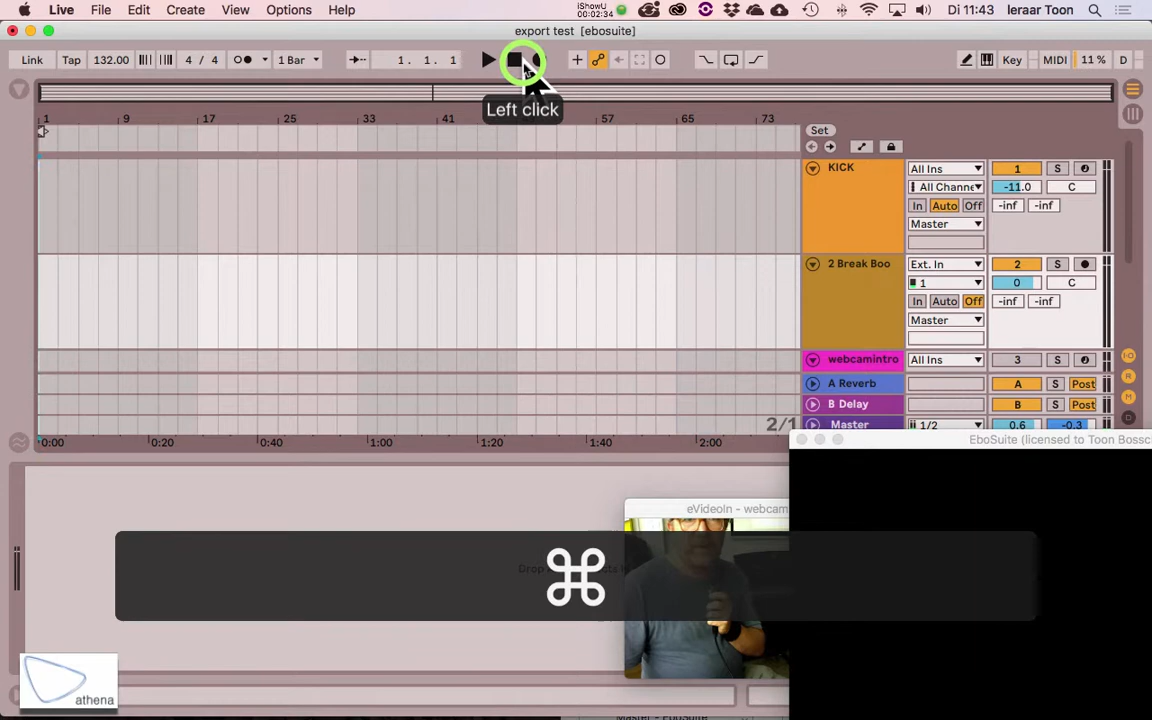 Live File Edit Create View Options Help iShowU 00:02:34 Di 11:43 leraar Toon
export test [ebosuite]
Link Tap 132.00 4 / 4 1 Bar 1. 1. 1 Key MIDI 11 % D
Left click
1 9 17 25 33 41 57 65 73
Set
KICK All Ins 1 S
All Channe -11.0 C
In Auto Off -inf -inf
Master
2 Break Boo Ext. In 2 S
1 0 C
In Auto Off -inf -inf
Master
webcamintro All Ins 3 S
A Reverb A S Post
B Delay B S Post
Master 1/2 0.6 -0.3
2/1
0:00 0:20 0:40 1:00 1:20 1:40 2:00
EboSuite (licensed to Toon Bossc
eVideoIn - webcam
⌘
athena